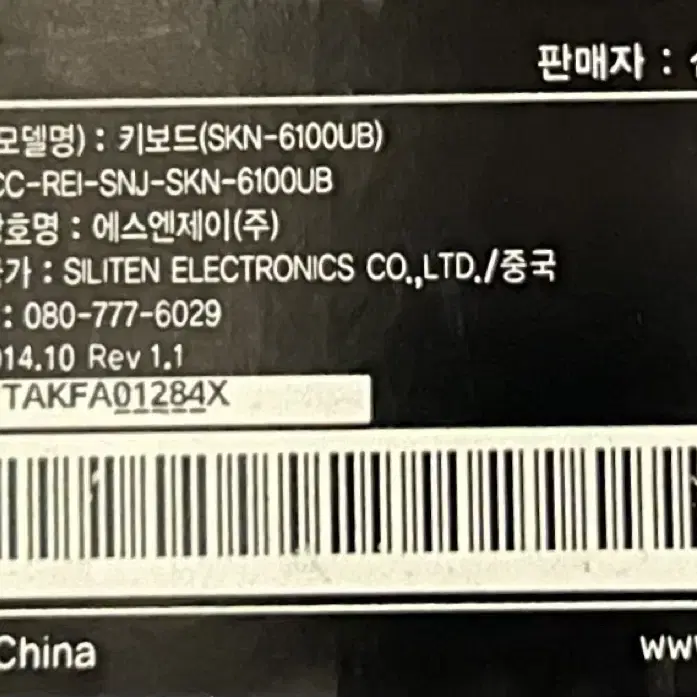 판매자 :
모델명) : 키보드(SKN-6100UB)
CC-REI-SNJ-SKN-6100UB
호명 : 에스엔제이(주)
가 : SILITEN ELECTRONICS CO.,LTD./중국
: 080-777-6029
014.10 Rev 1.1
TAKFA01284X
China
www